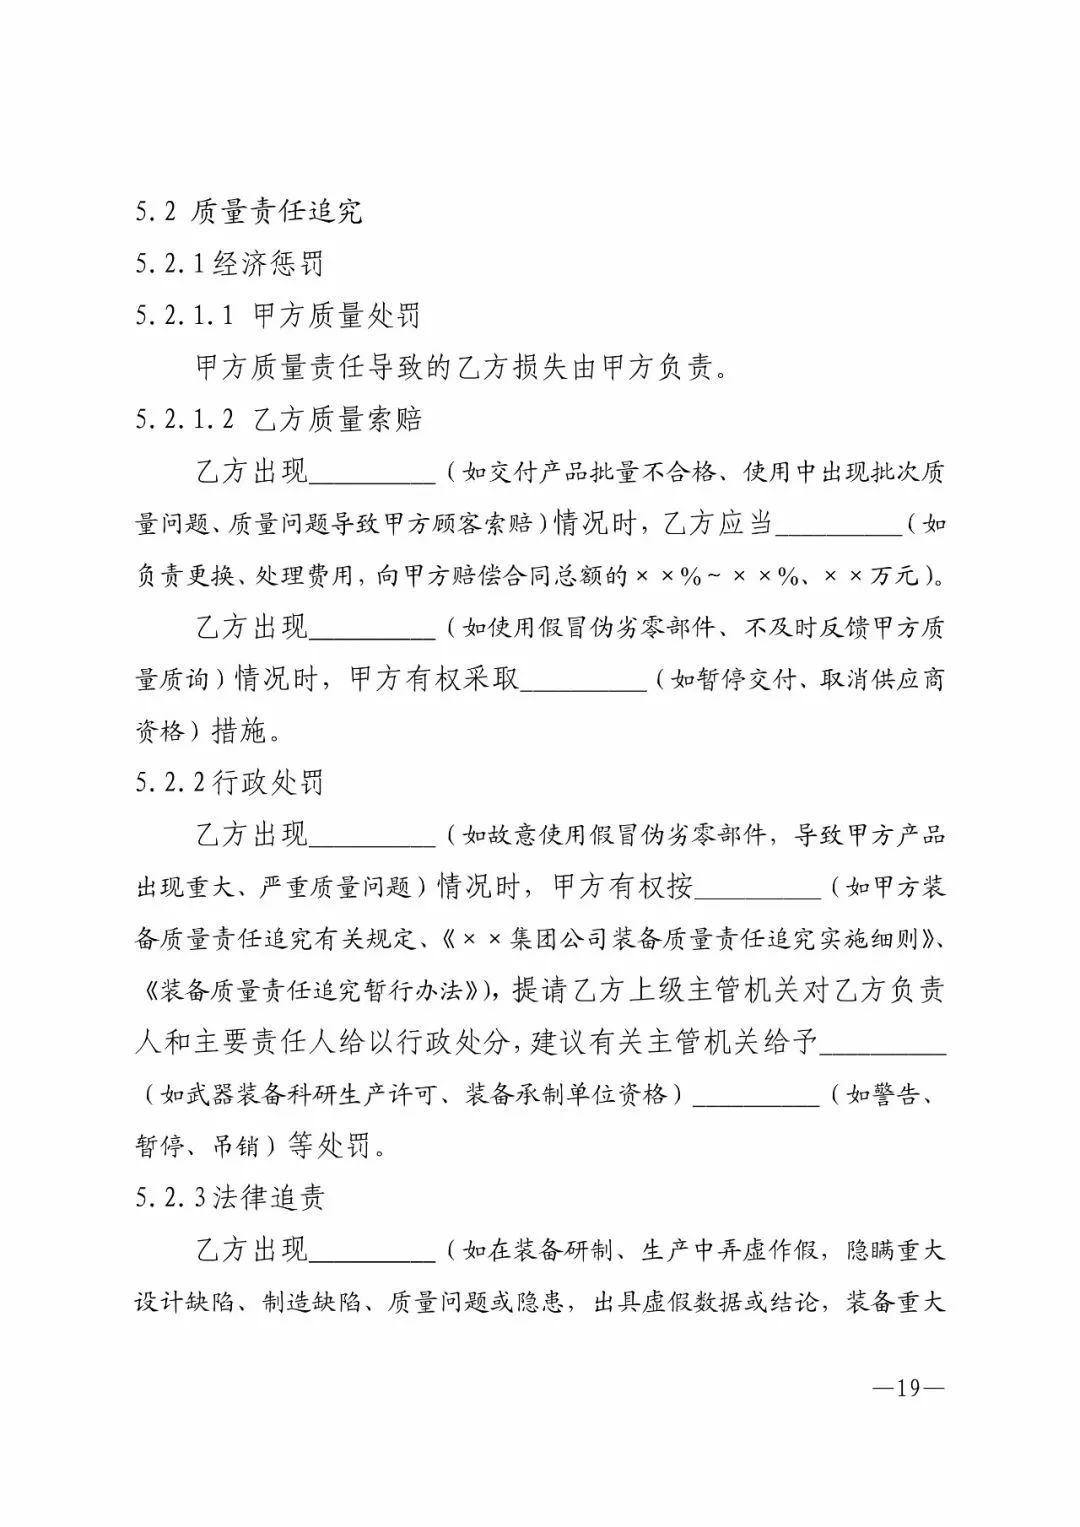 5.2 质量责任追究
5.2.1经济惩罚
5.2.1.1 甲方质量处罚
甲方质量责任导致的乙方损失由甲方负责。
5.2.1.2 乙方质量索赔
乙方出现__________（如交付产品批量不合格、使用中出现批次质
量问题、质量问题导致甲方顾客索赔）情况时，乙方应当__________（如
负责更换、处理费用，向甲方赔偿合同总额的××%～××%、××万元）。
乙方出现__________（如使用假冒伪劣零部件、不及时反馈甲方质
量质询）情况时，甲方有权采取__________（如暂停交付、取消供应商
资格）措施。
5.2.2行政处罚
乙方出现__________（如故意使用假冒伪劣零部件，导致甲方产品
出现重大、严重质量问题）情况时，甲方有权按__________（如甲方装
备质量责任追究有关规定、《××集团公司装备质量责任追究实施细则》、
《装备质量责任追究暂行办法》），提请乙方上级主管机关对乙方负责
人和主要责任人给以行政处分，建议有关主管机关给予__________
（如武器装备科研生产许可、装备承制单位资格）__________（如警告、
暂停、吊销）等处罚。
5.2.3法律追责
乙方出现__________（如在装备研制、生产中弄虚作假，隐瞒重大
设计缺陷、制造缺陷、质量问题或隐患，出具虚假数据或结论，装备重大
—19—